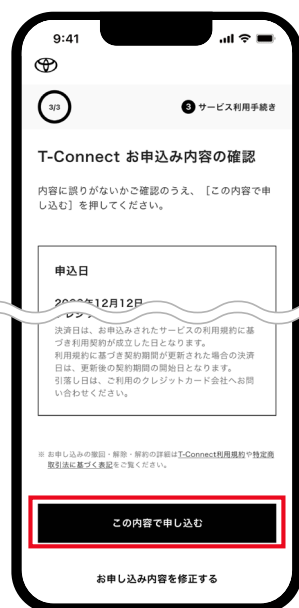 9:41
3/3
3 サービス利用手続き
T-Connect お申込み内容の確認
内容に誤りがないかご確認のうえ、［この内容で申
し込む］を押してください。
申込日
12月12日
決済日は、お申込みされたサービスの利用規約に基
づき利用契約が成立した日となります。
利用規約に基づき契約期間が更新された場合の決済
日は、更新後の契約期間の開始日となります。
引落し日は、ご利用のクレジットカード会社へお問
い合わせください。
※ お申し込みの撤回・解除・解約の詳細はT-Connect利用規約や特定商
取引法に基づく表記をご覧ください。
この内容で申し込む
お申し込み内容を修正する